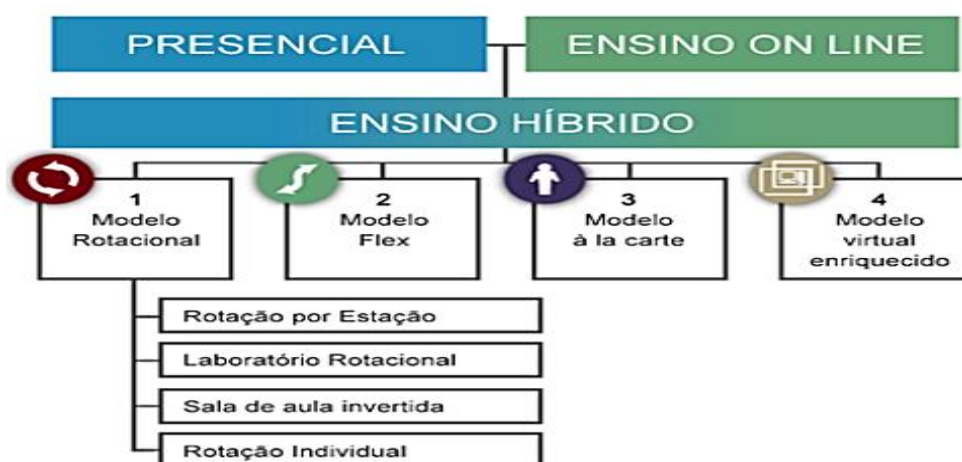 PRESENCIAL
ENSINO ON LINE
ENSINO HÍBRIDO
1
Modelo
Rotacional
2
Modelo
Flex
3
Modelo
à la carte
4
Modelo
virtual
enriquecido
Rotação por Estação
Laboratório Rotacional
Sala de aula invertida
Rotação Individual